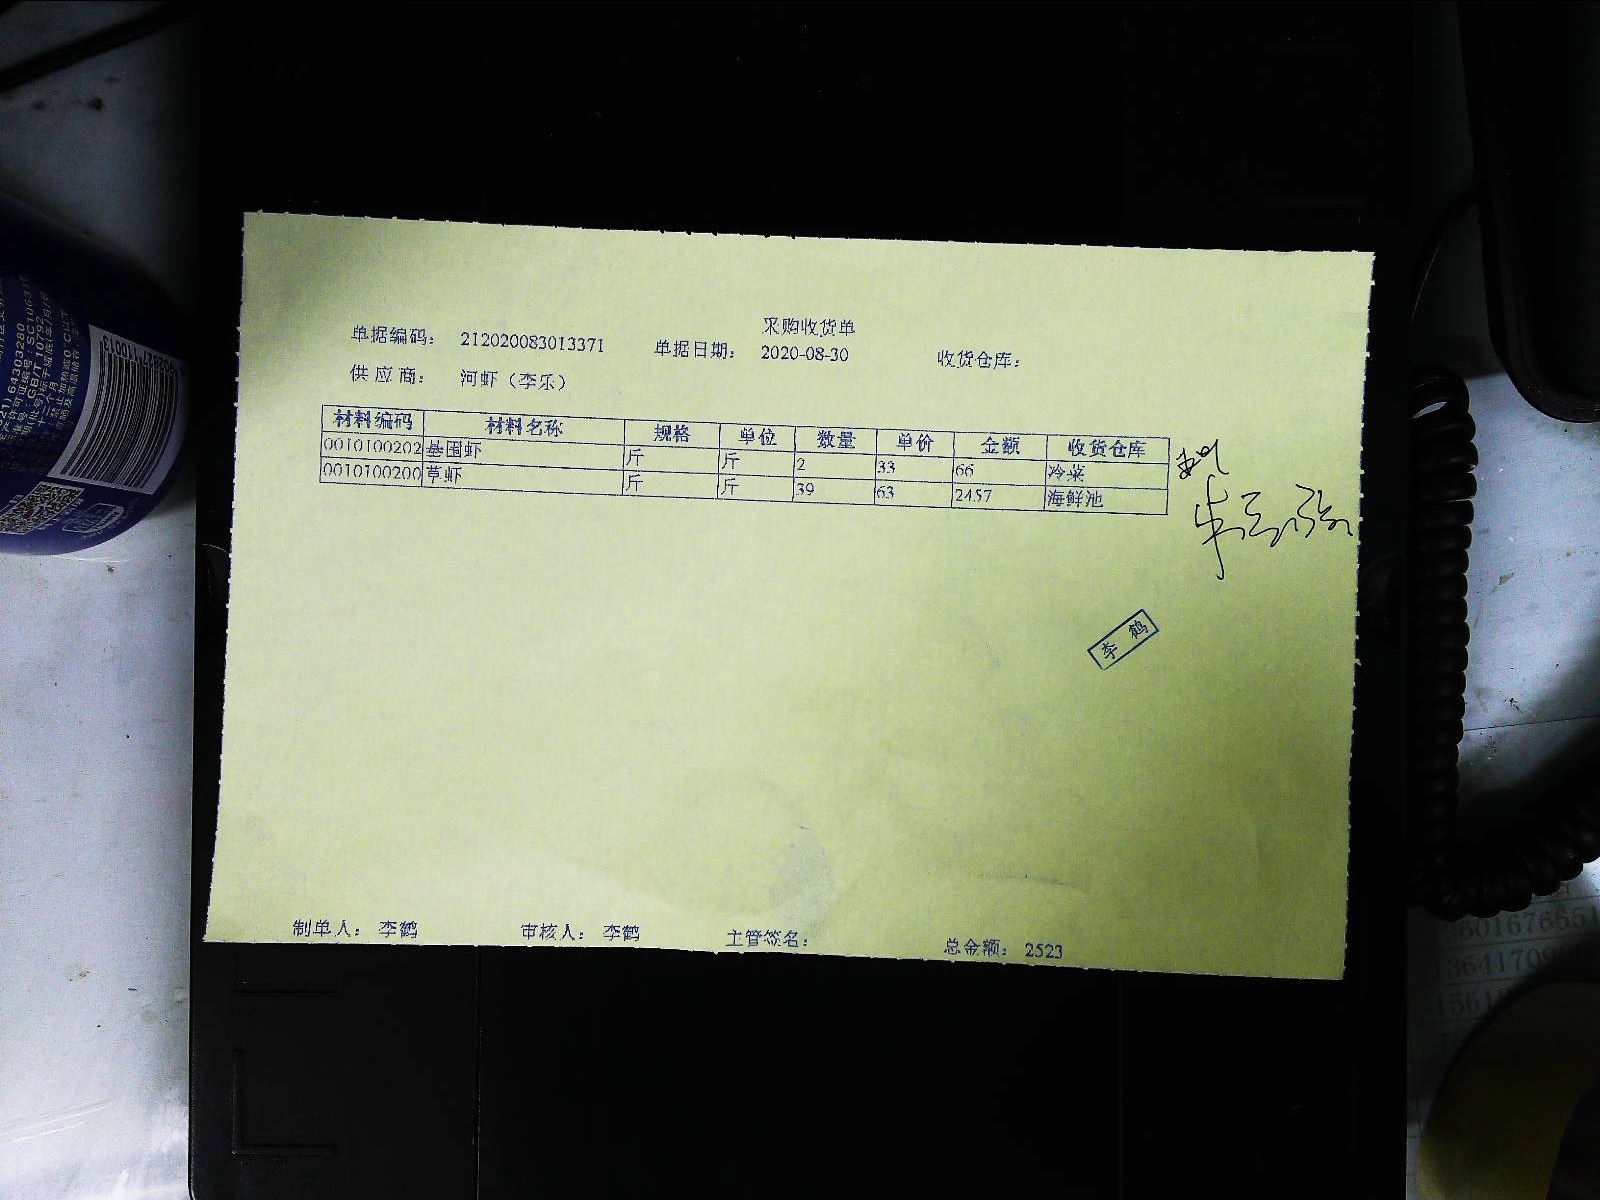 采购收货单
单据编码： 212020083013371 单据日期： 2020-08-30 收货仓库：
供应商： 河虾（李乐）
材料编码 材料名称 规格 单位 数量 单价 金额 收货仓库
0010100202 基围虾 斤 斤 2 33 66 冷菜
0010100200 草虾 斤 斤 39 63 2457 海鲜池
李鹤
制单人： 李鹤 审核人： 李鹤 主管签名： 总金额： 2523
64303280
GB/T 10792